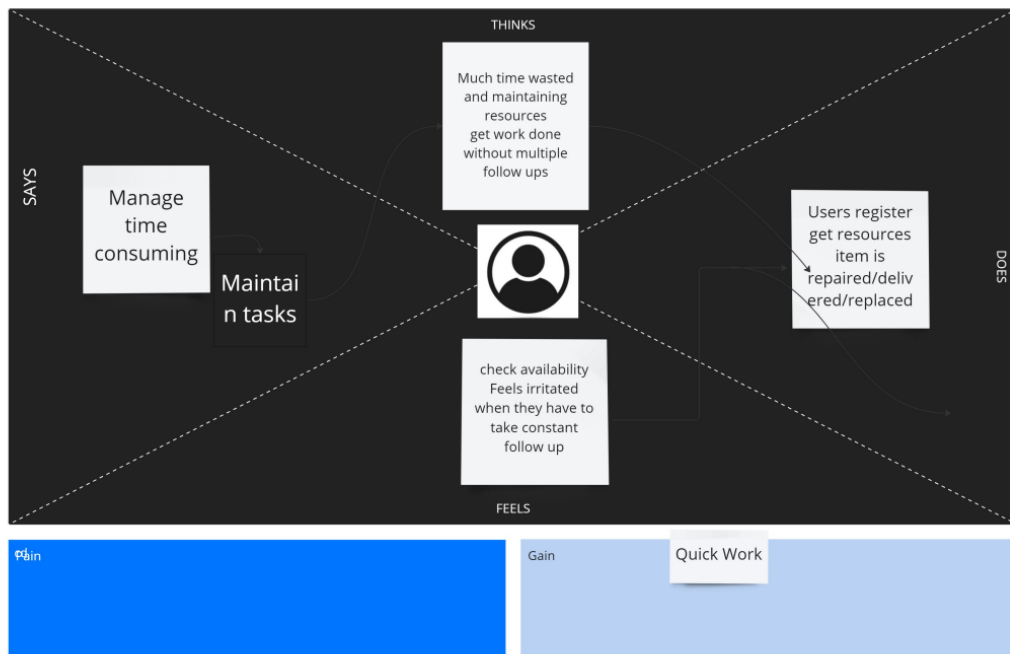 THINKS
Much time wasted
and maintaining
resources
get work done
without multiple
follow ups
SAYS
Manage
time
consuming
Maintai
n tasks
Users register
get resources
item is
repaired/deliv
ered/replaced
DOES
check availability
Feels irritated
when they have to
take constant
follow up
FEELS
Pain
Gain
Quick Work